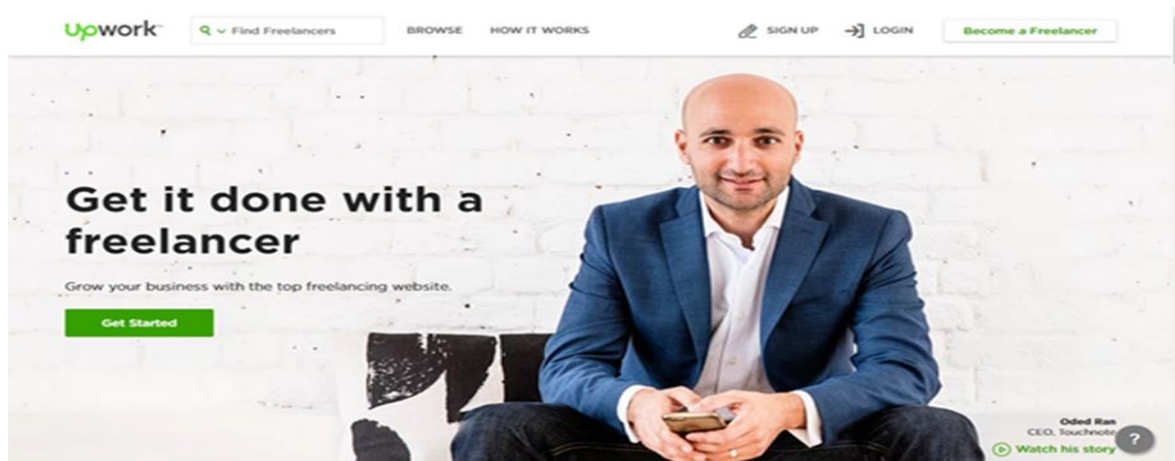 upwork™
Find Freelancers
BROWSE
HOW IT WORKS
SIGN UP
LOGIN
Become a Freelancer
Get it done with a
freelancer
Grow your business with the top freelancing website.
Get Started
Oded Ran
CEO, Touchnote
Watch his story
?